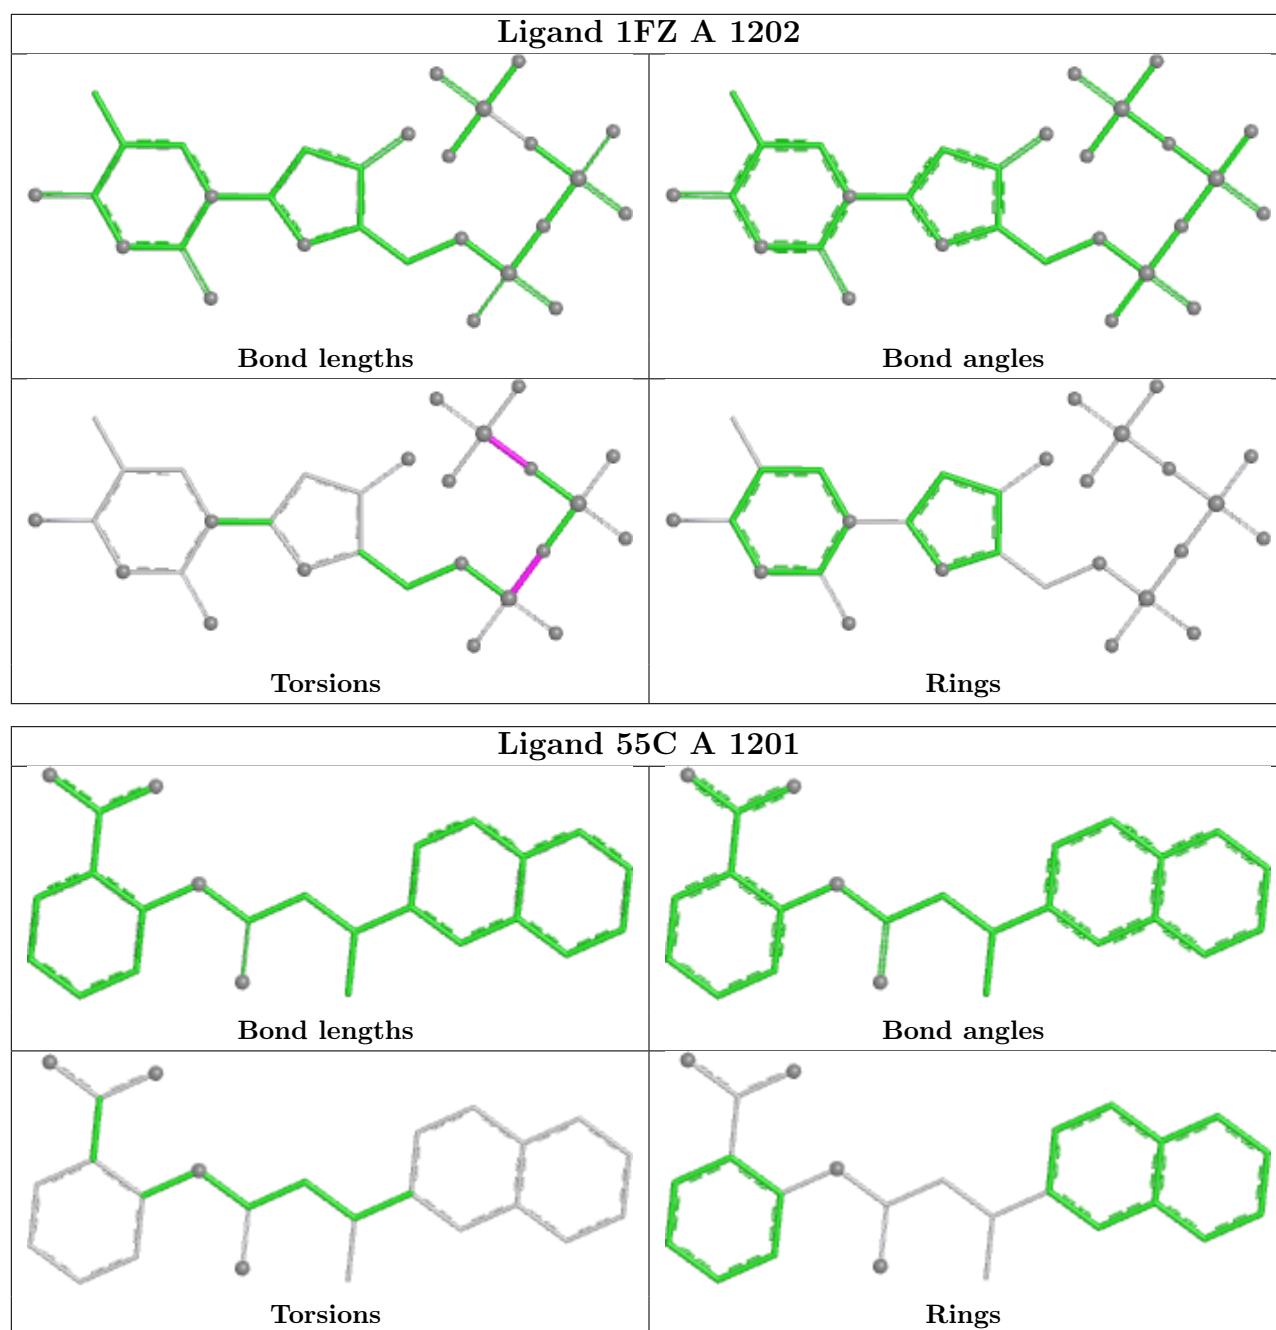 Ligand 1FZ A 1202
Bond lengths
Bond angles
Torsions
Rings
Ligand 55C A 1201
Bond lengths
Bond angles
Torsions
Rings